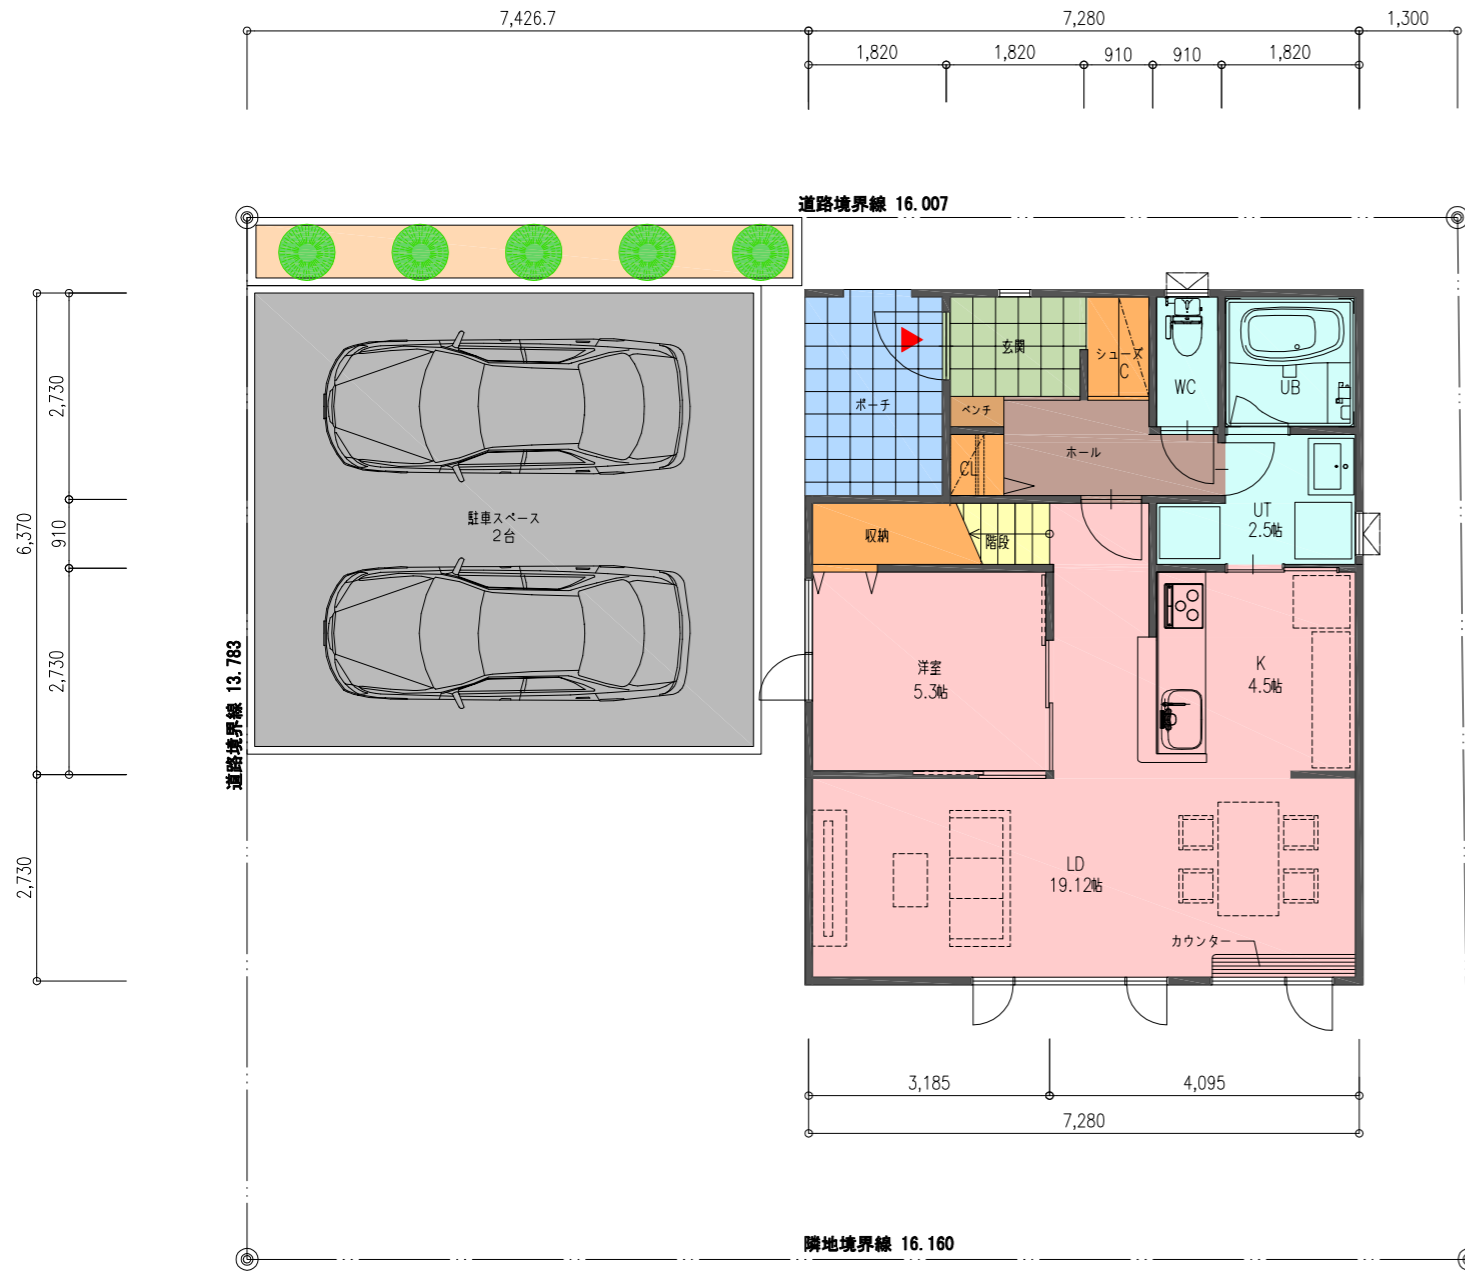 7,426.7
7,280
1,300
1,820
1,820
910
910
1,820
道路境界線 16.007
玄関
シューズ
C
WC
UB
ポーチ
ベンチ
ホール
CL
UT
2.5帖
収納
階段
駐車スペース
2台
2,730
910
6,370
2,730
2,730
道路境界線 13.783
洋室
5.3帖
K
4.5帖
LD
19.12帖
カウンター
3,185
4,095
7,280
隣地境界線 16.160